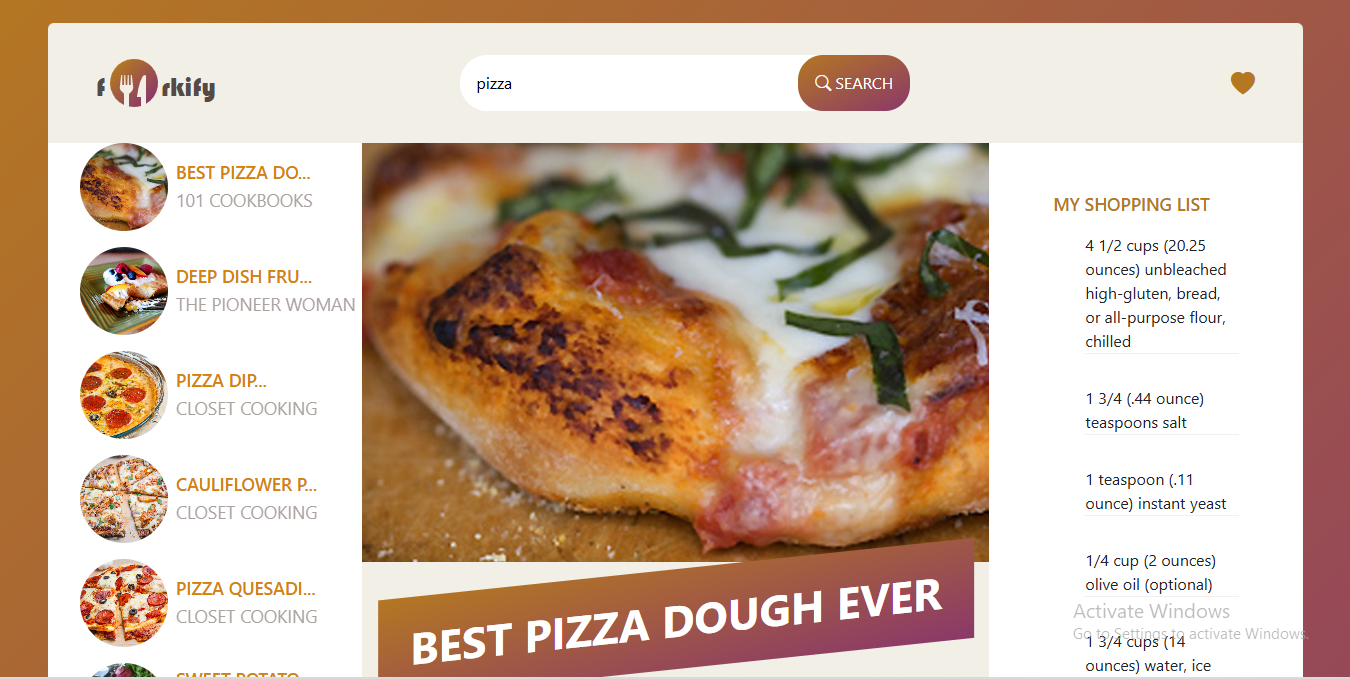 f rkify
pizza
SEARCH
BEST PIZZA DO...
101 COOKBOOKS
DEEP DISH FRU...
THE PIONEER WOMAN
PIZZA DIP...
CLOSET COOKING
CAULIFLOWER P...
CLOSET COOKING
PIZZA QUESADI...
CLOSET COOKING
SWEET POTATO
BEST PIZZA DOUGH EVER
MY SHOPPING LIST
4 1/2 cups (20.25
ounces) unbleached
high-gluten, bread,
or all-purpose flour,
chilled
1 3/4 (.44 ounce)
teaspoons salt
1 teaspoon (.11
ounce) instant yeast
1/4 cup (2 ounces)
olive oil (optional)
1 3/4 cups (14
ounces) water, ice
Activate Windows
Go to Settings to activate Windows.